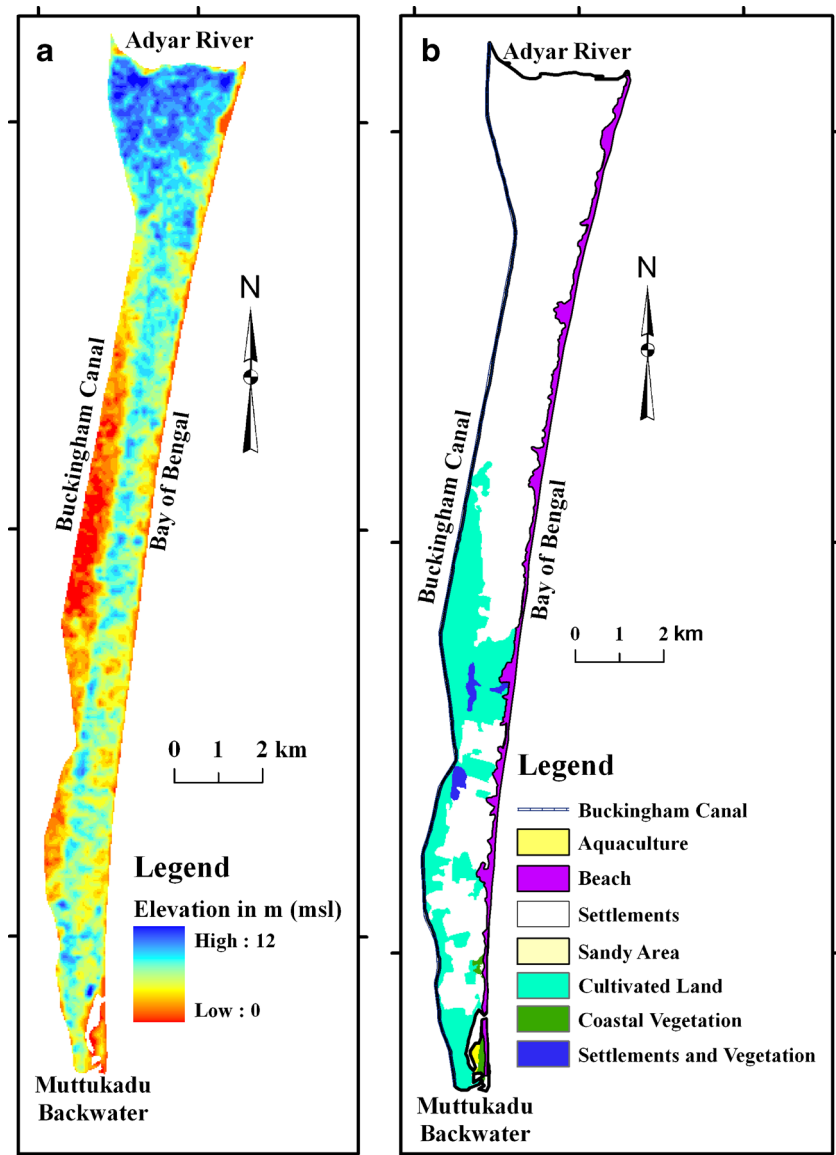 a
Adyar River
N
Buckingham Canal
Bay of Bengal
0 1 2 km
Legend
Elevation in m (msl)
High : 12
Low : 0
Muttukadu
Backwater
b
Adyar River
N
Buckingham Canal
Bay of Bengal
0 1 2 km
Legend
Buckingham Canal
Aquaculture
Beach
Settlements
Sandy Area
Cultivated Land
Coastal Vegetation
Settlements and Vegetation
Muttukadu
Backwater